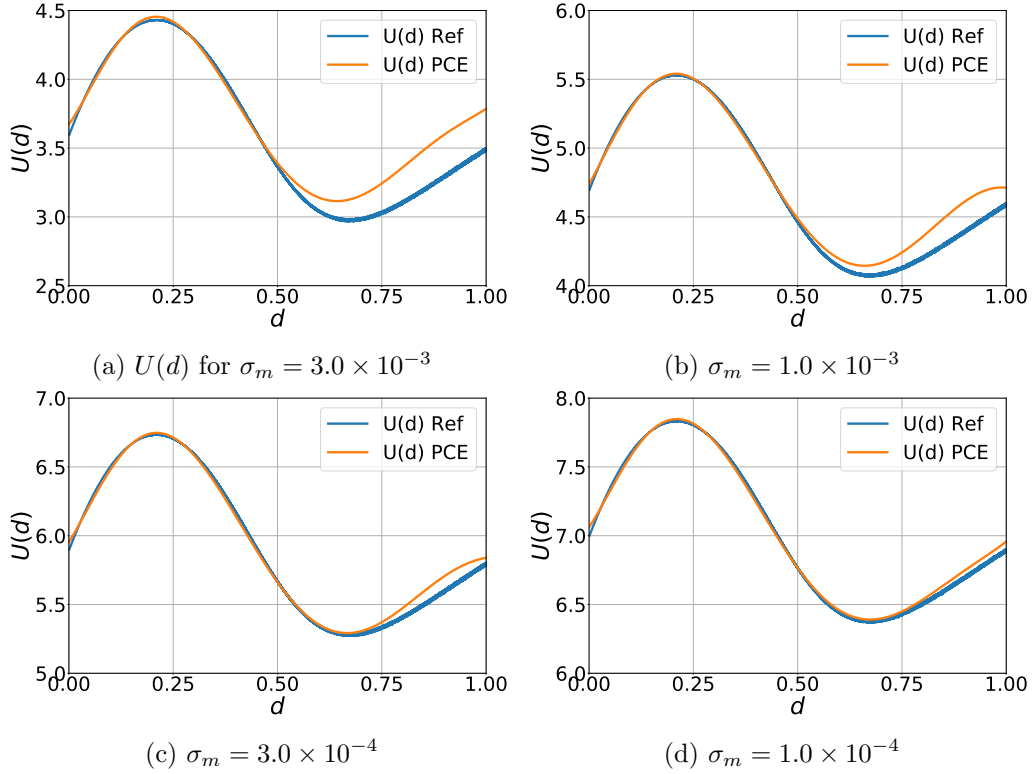 4.5
4.0
3.5
3.0
2.5
U(d)
0.00
0.25
0.50
0.75
1.00
d
U(d) Ref
U(d) PCE
(a) U(d) for σₘ = 3.0 × 10⁻³
6.0
5.5
5.0
4.5
4.0
U(d)
0.00
0.25
0.50
0.75
1.00
d
U(d) Ref
U(d) PCE
(b) σₘ = 1.0 × 10⁻³
7.0
6.5
6.0
5.5
5.0
U(d)
0.00
0.25
0.50
0.75
1.00
d
U(d) Ref
U(d) PCE
(c) σₘ = 3.0 × 10⁻⁴
8.0
7.5
7.0
6.5
6.0
U(d)
0.00
0.25
0.50
0.75
1.00
d
U(d) Ref
U(d) PCE
(d) σₘ = 1.0 × 10⁻⁴